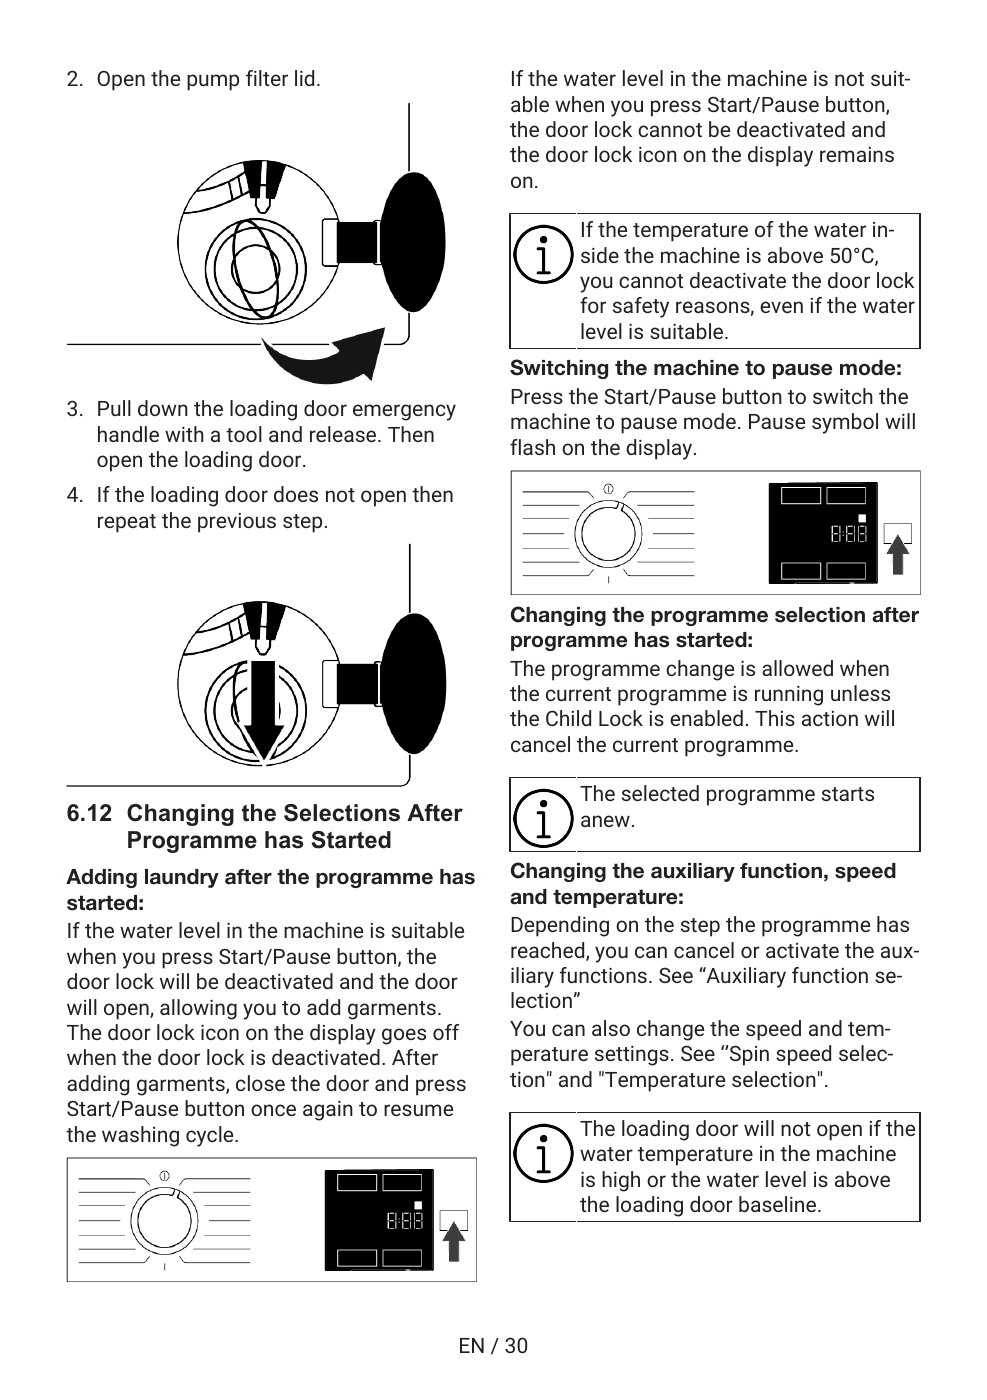 2. Open the pump filter lid.
3. Pull down the loading door emergency
handle with a tool and release. Then
open the loading door.
4. If the loading door does not open then
repeat the previous step.
6.12 Changing the Selections After
Programme has Started
Adding laundry after the programme has
started:
If the water level in the machine is suitable
when you press Start/Pause button, the
door lock will be deactivated and the door
will open, allowing you to add garments.
The door lock icon on the display goes off
when the door lock is deactivated. After
adding garments, close the door and press
Start/Pause button once again to resume
the washing cycle.
If the water level in the machine is not suit-
able when you press Start/Pause button,
the door lock cannot be deactivated and
the door lock icon on the display remains
on.
If the temperature of the water in-
side the machine is above 50°C,
you cannot deactivate the door lock
for safety reasons, even if the water
level is suitable.
Switching the machine to pause mode:
Press the Start/Pause button to switch the
machine to pause mode. Pause symbol will
flash on the display.
Changing the programme selection after
programme has started:
The programme change is allowed when
the current programme is running unless
the Child Lock is enabled. This action will
cancel the current programme.
The selected programme starts
anew.
Changing the auxiliary function, speed
and temperature:
Depending on the step the programme has
reached, you can cancel or activate the aux-
iliary functions. See “Auxiliary function se-
lection”
You can also change the speed and tem-
perature settings. See ‘’Spin speed selec-
tion" and "Temperature selection".
The loading door will not open if the
water temperature in the machine
is high or the water level is above
the loading door baseline.
EN / 30